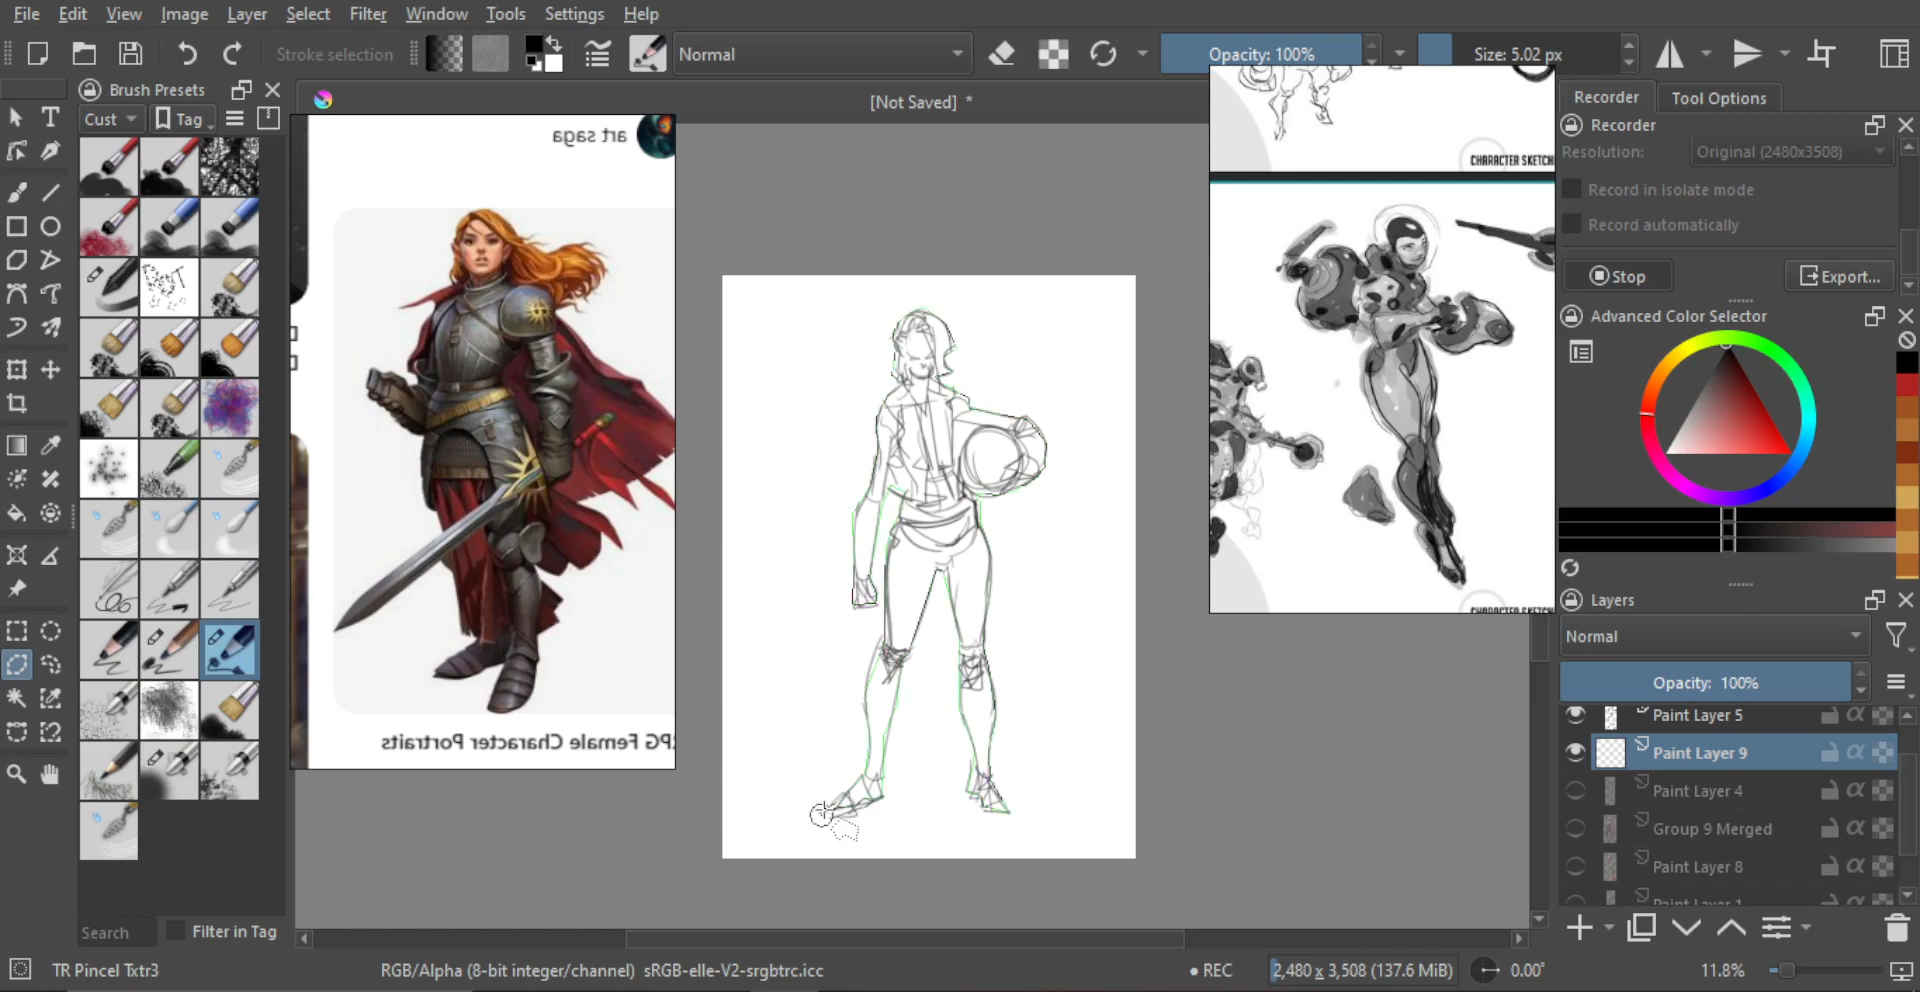 File Edit View Image Layer Select Filter Window Tools Settings Help
Stroke selection Normal Opacity: 100% Size: 5.02 px
Brush Presets
[Not Saved] *
Recorder Tool Options
Cust Tag
Recorder
art saga
Resolution: Original (2480x3508)
CHARACTER SKETCH
Record in isolate mode
Record automatically
Stop Export...
Advanced Color Selector
Layers
CHARACTER SKETCH
Normal
Opacity: 100%
Paint Layer 5
RPG Female Character Portraits
Paint Layer 9
Paint Layer 4
Group 9 Merged
Paint Layer 8
Paint Layer 1
Search Filter in Tag
TR Pincel Txtr3 RGB/Alpha (8-bit integer/channel) sRGB-elle-V2-srgbtrc.icc • REC 2,480 x 3,508 (137.6 MiB) 0.00° 11.8%